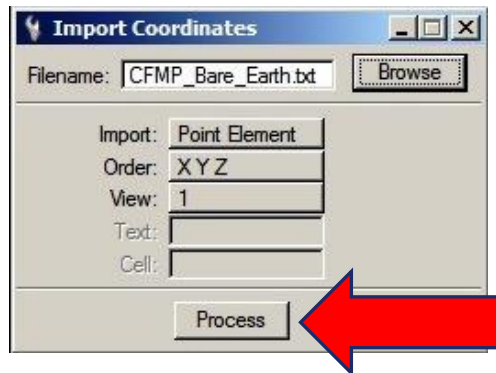 Import Coordinates
Filename: CFMP_Bare_Earth.txt Browse
Import: Point Element
Order: X Y Z
View: 1
Text:
Cell:
Process